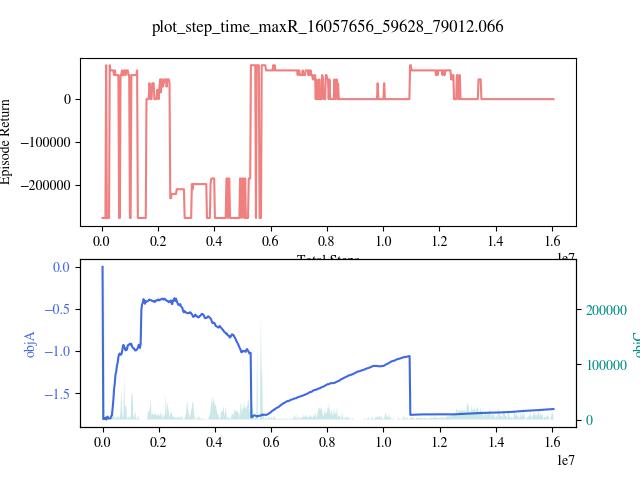 plot_step_time_maxR_16057656_59628_79012.066
Episode Return
0
−100000
−200000
0.0 0.2 0.4 0.6 0.8 1.0 1.2 1.4 1.6
1e7
Total Steps
objA
0.0
−0.5
−1.0
−1.5
200000
100000
0
objC
0.0 0.2 0.4 0.6 0.8 1.0 1.2 1.4 1.6
1e7